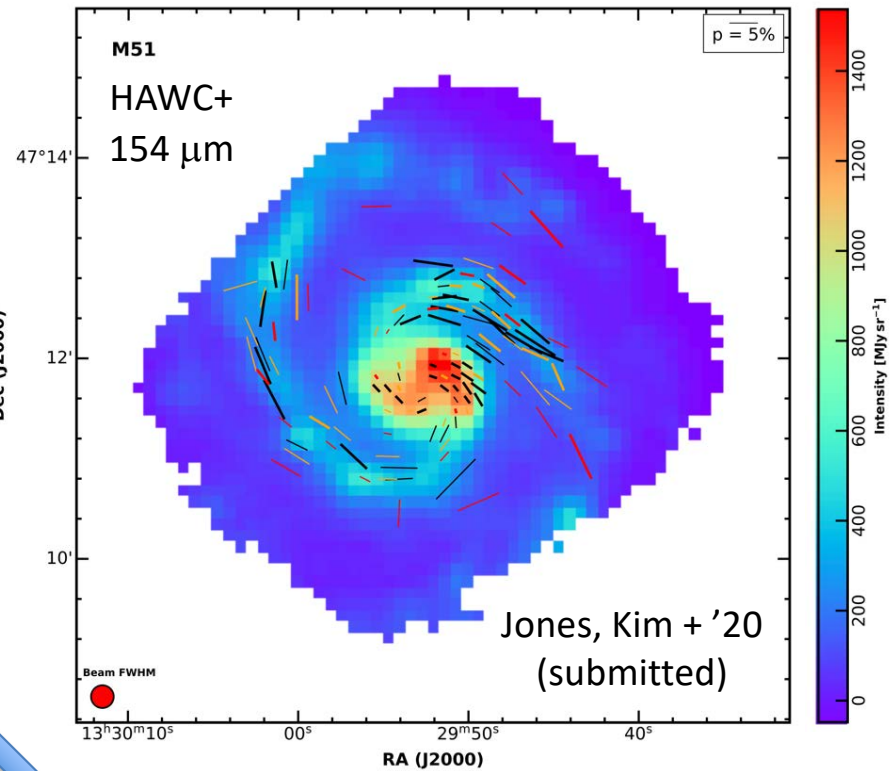 M51
HAWC+
154 μm
p = 5%
47°14'
12'
10'
Dec (J2000)
Beam FWHM
Jones, Kim + ’20
(submitted)
13ʰ30ᵐ10ˢ 00ˢ 29ᵐ50ˢ 40ˢ
RA (J2000)
1400
1200
1000
800
600
400
200
0
Intensity [MJy sr⁻¹]